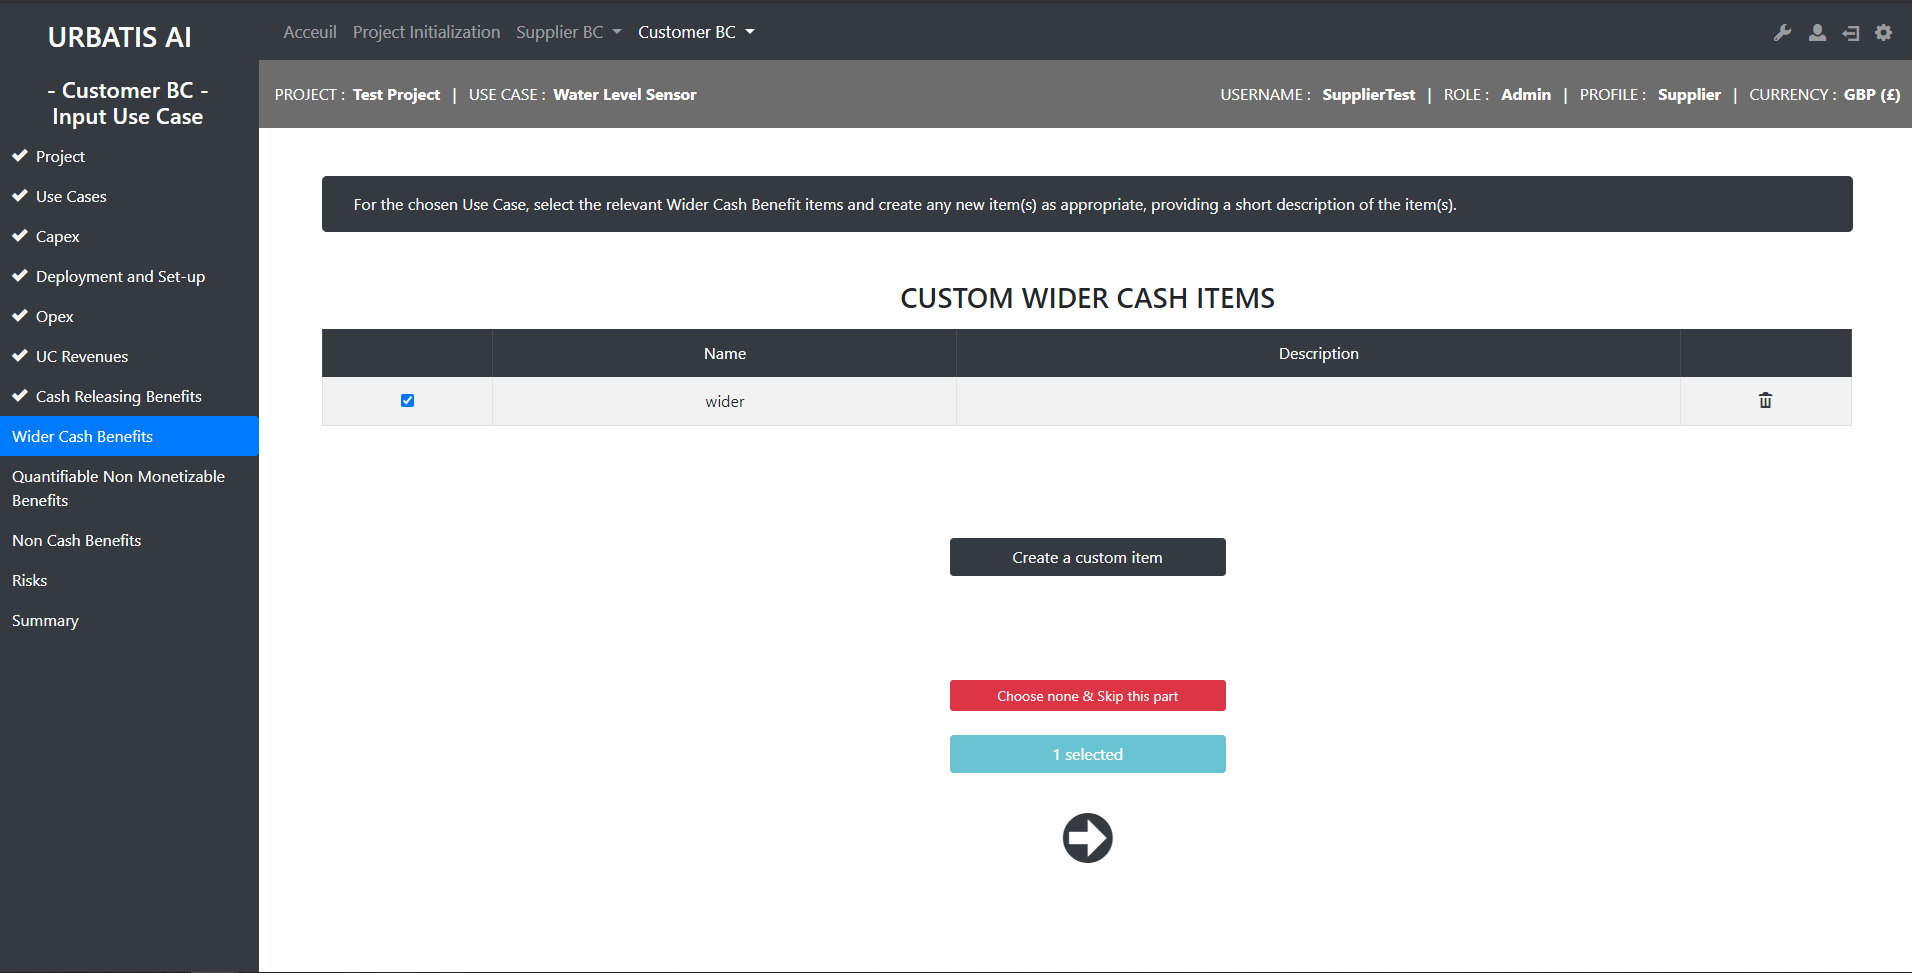 URBATIS AI
Acceuil Project Initialization Supplier BC Customer BC
- Customer BC -
Input Use Case
Project
Use Cases
Capex
Deployment and Set-up
Opex
UC Revenues
Cash Releasing Benefits
Wider Cash Benefits
Quantifiable Non Monetizable
Benefits
Non Cash Benefits
Risks
Summary
PROJECT : Test Project | USE CASE : Water Level Sensor
USERNAME : SupplierTest | ROLE : Admin | PROFILE : Supplier | CURRENCY : GBP (£)
For the chosen Use Case, select the relevant Wider Cash Benefit items and create any new item(s) as appropriate, providing a short description of the item(s).
CUSTOM WIDER CASH ITEMS
Name Description
wider
Create a custom item
Choose none & Skip this part
1 selected